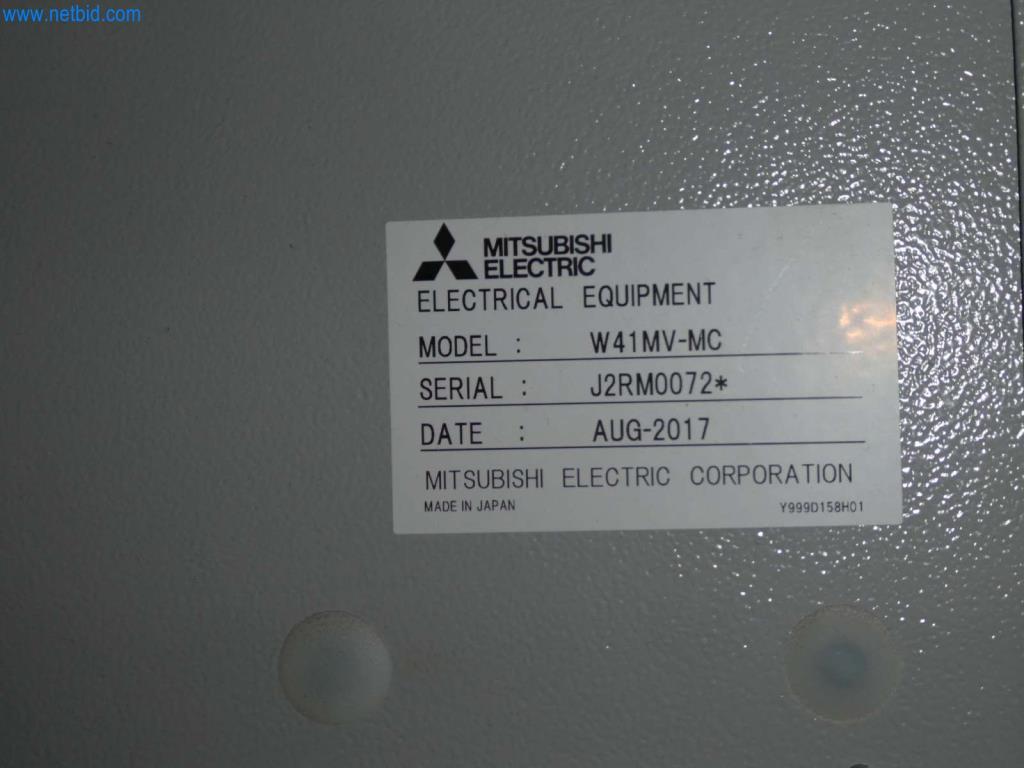 www.netbid.com
MITSUBISHI
ELECTRIC
ELECTRICAL EQUIPMENT
MODEL : W41MV-MC
SERIAL : J2RM0072*
DATE : AUG-2017
MITSUBISHI ELECTRIC CORPORATION
MADE IN JAPAN Y999D158H01